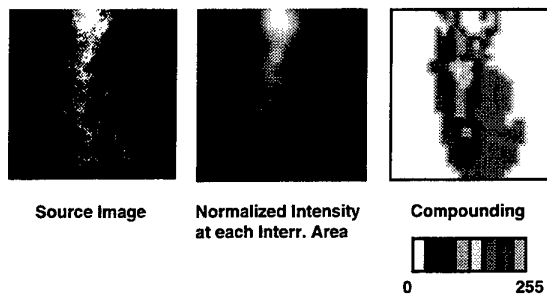 Source Image
Normalized Intensity
at each Interr. Area
Compounding
0
255